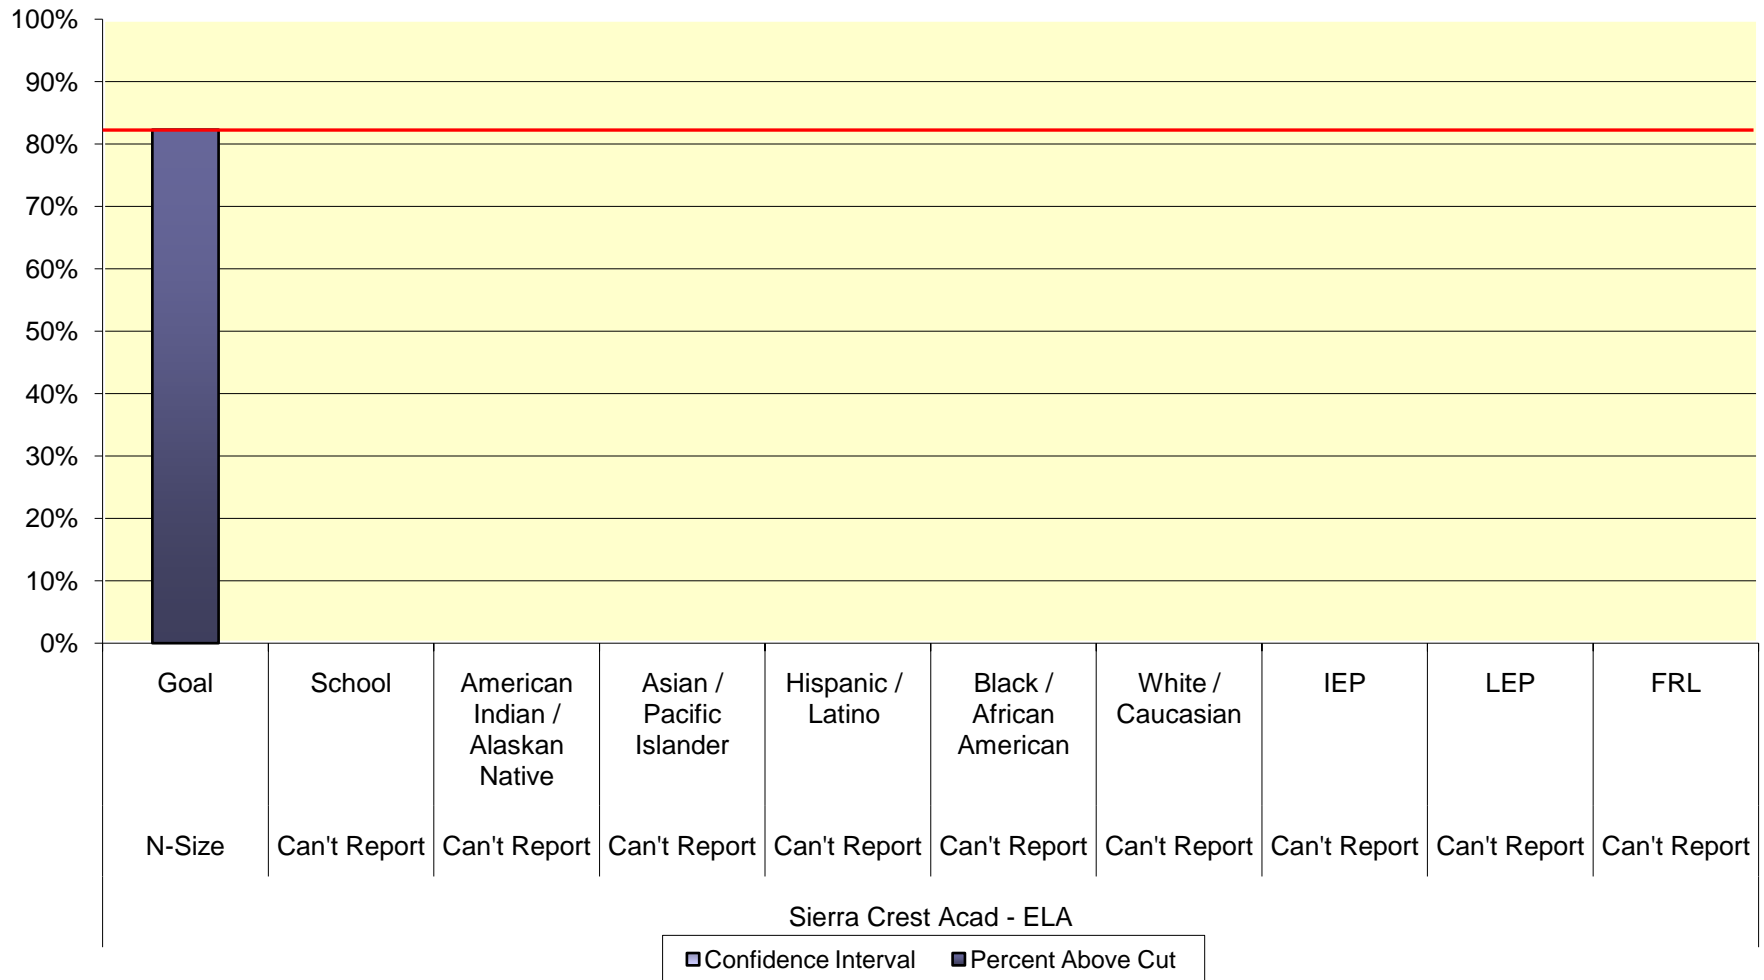 100%
90%
80%
70%
60%
50%
40%
30%
20%
10%
0%
Goal
School
American
Indian /
Alaskan
Native
Asian /
Pacific
Islander
Hispanic /
Latino
Black /
African
American
White /
Caucasian
IEP
LEP
FRL
N-Size
Can't Report
Can't Report
Can't Report
Can't Report
Can't Report
Can't Report
Can't Report
Can't Report
Can't Report
Sierra Crest Acad - ELA
Confidence Interval
Percent Above Cut